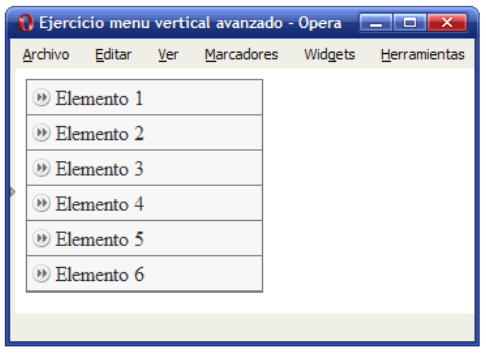 Ejercicio menu vertical avanzado - Opera
Archivo Editar Ver Marcadores Widgets Herramientas
Elemento 1
Elemento 2
Elemento 3
Elemento 4
Elemento 5
Elemento 6